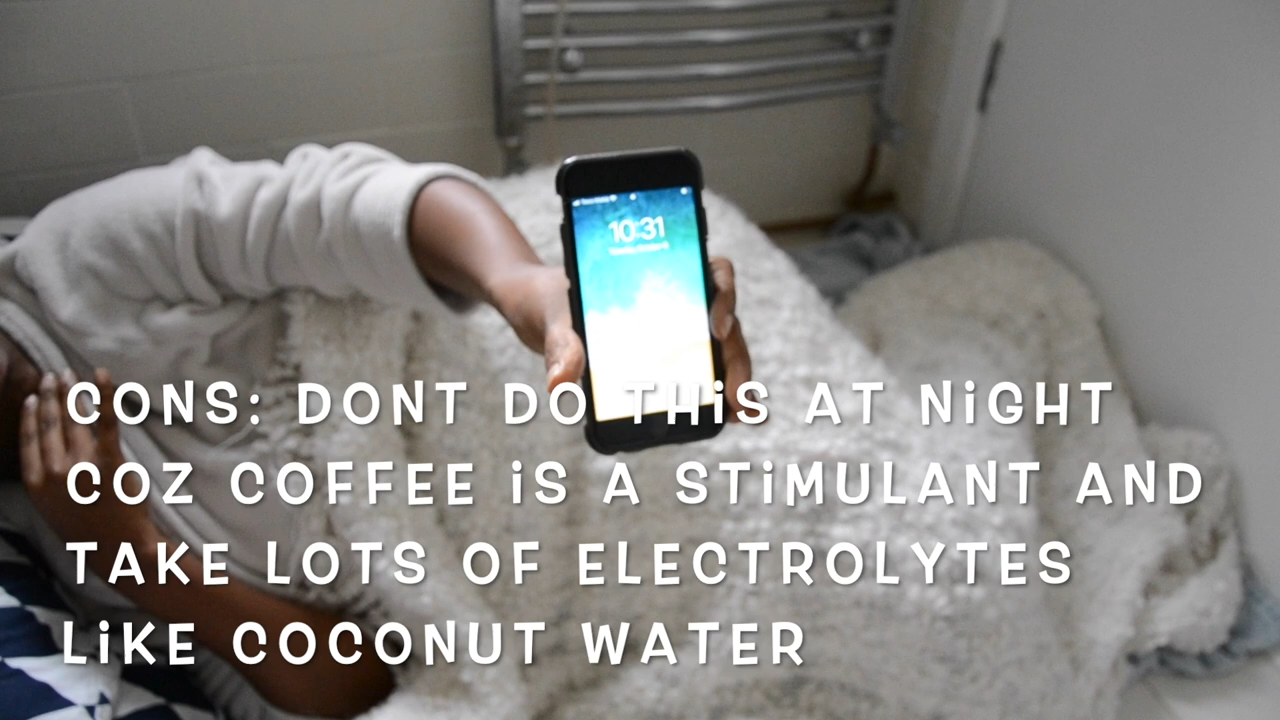 10:31
CONS: DONT DO THiS AT NiGHT
COZ COFFEE iS A STiMULANT AND
TAKE LOTS OF ELECTROLYTES
LiKE COCONUT WATER